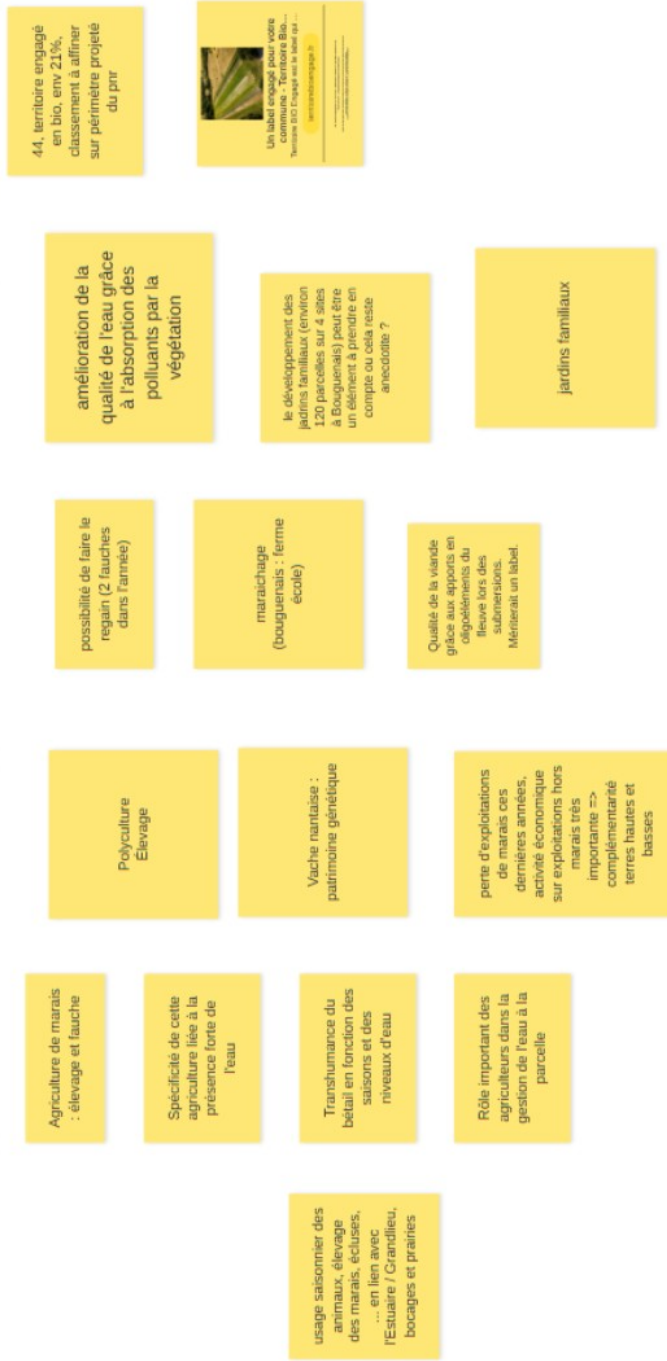 usage saisonnier des
animaux, élevage
des marais, écluses,
... en lien avec
l'Estuaire / Grandlieu,
bocages et prairies
Agriculture de marais
: élevage et fauche
Spécificité de cette
agriculture liée à la
présence forte de
l'eau
Transhumance du
bétail en fonction des
saisons et des
niveaux d'eau
Rôle important des
agriculteurs dans la
gestion de l'eau à la
parcelle
Polyculture
Élevage
Vache nantaise :
patrimoine génétique
perte d'exploitations
de marais ces
dernières années,
activité économique
sur exploitations hors
marais très
importante =>
complémentarité
terres hautes et
basses
possibilité de faire le
regain (2 fauches
dans l'année)
maraichage
(bouguenais : ferme
école)
Qualité de la viande
grâce aux apports en
oligoéléments du
fleuve lors des
submersions.
Mériterait un label.
amélioration de la
qualité de l'eau grâce
à l'absorption des
polluants par la
végétation
le développement des
jadrins familiaux (environ
120 parcelles sur 4 sites
à Bouguenais) peut être
un élément à prendre en
compte ou cela reste
anecdotite ?
jardins familiaux
44, territoire engagé
en bio, env 21%,
classement à affiner
sur périmètre projeté
du pnr
Un label engagé pour votre
commune - Territoire Bio...
Territoire BIO Engagé est le label qui ...